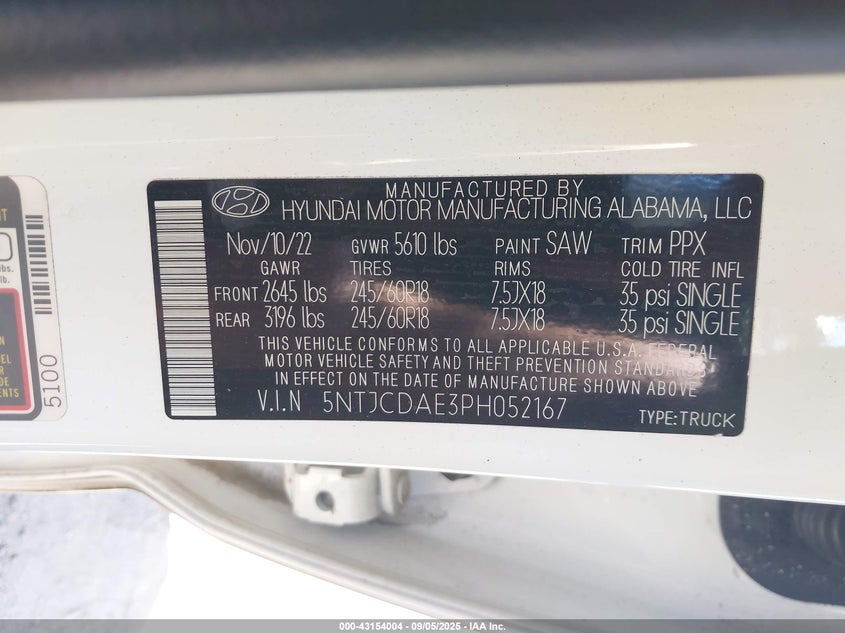 MANUFACTURED BY
HYUNDAI MOTOR MANUFACTURING ALABAMA, LLC
Nov/10/22 GVWR 5610 lbs PAINT SAW TRIM PPX
GAWR TIRES RIMS COLD TIRE INFL
FRONT 2645 lbs 245/60R18 7.5JX18 35 psi SINGLE
REAR 3196 lbs 245/60R18 7.5JX18 35 psi SINGLE
THIS VEHICLE CONFORMS TO ALL APPLICABLE U.S.A. FEDERAL
MOTOR VEHICLE SAFETY AND THEFT PREVENTION STANDARDS
IN EFFECT ON THE DATE OF MANUFACTURE SHOWN ABOVE
V.I.N 5NTJCDAE3PH052167
TYPE:TRUCK
5100
lbs.
lb.
000-43154004 - 09/05/2025 - IAA Inc.